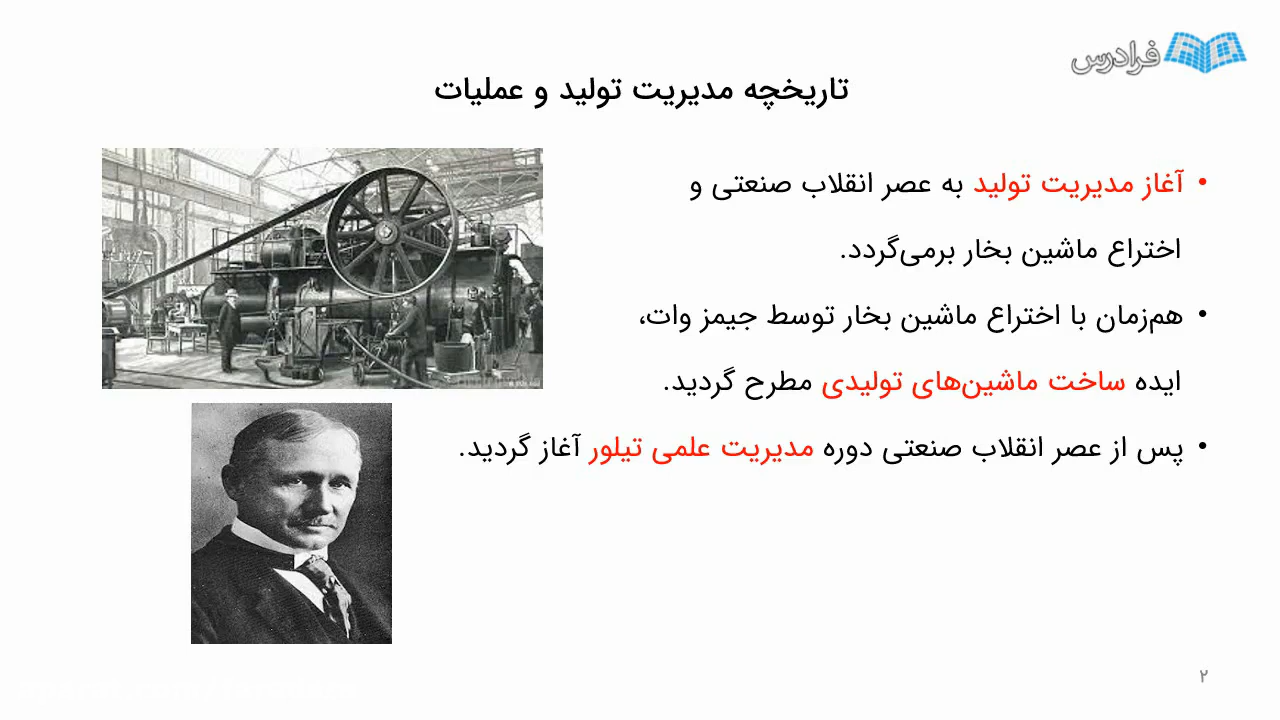 فرادرس
تاریخچه مدیریت تولید و عملیات
• آغاز مدیریت تولید به عصر انقلاب صنعتی و
اختراع ماشین بخار برمی‌گردد.
• هم‌زمان با اختراع ماشین بخار توسط جیمز وات،
ایده ساخت ماشین‌های تولیدی مطرح گردید.
• پس از عصر انقلاب صنعتی دوره مدیریت علمی تیلور آغاز گردید.
۲